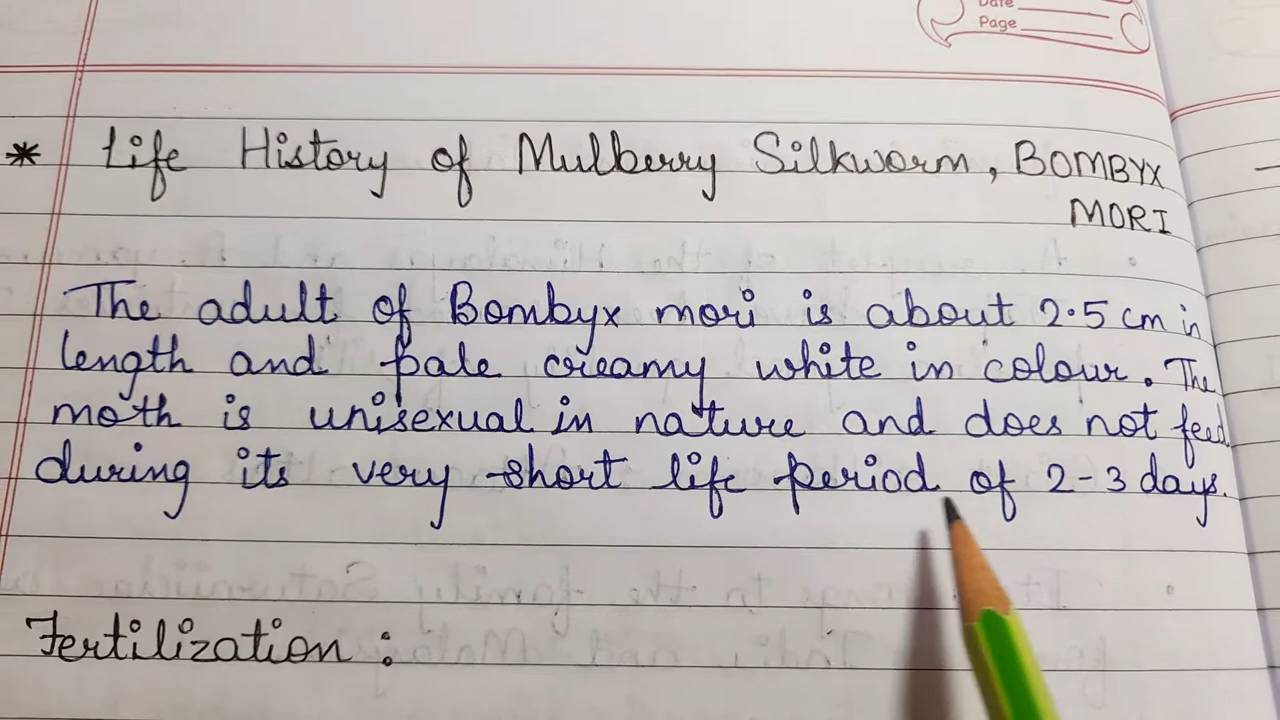 Date
Page
* Life History of Mulberry Silkworm, BOMBYX
MORI
The adult of Bombyx mori is about 2.5 cm in
length and pale creamy white in colour. The
moth is unisexual in nature and does not feed
during its very short life period of 2-3 days.
Fertilization :